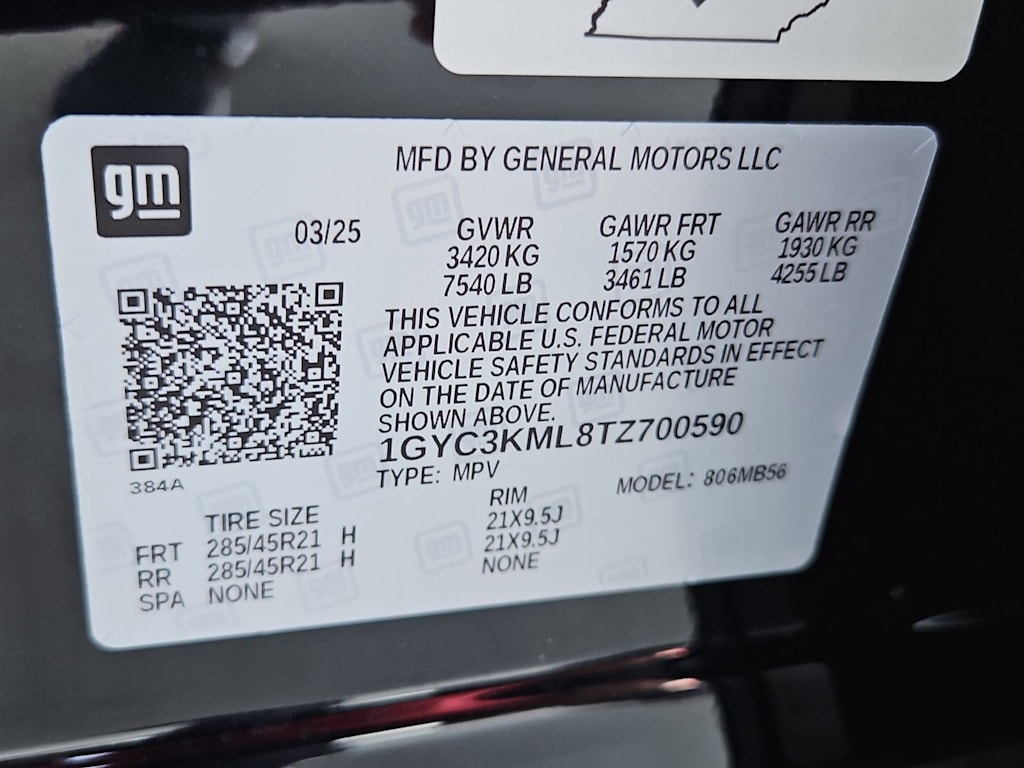 gm
MFD BY GENERAL MOTORS LLC
03/25
GVWR GAWR FRT GAWR RR
3420 KG 1570 KG 1930 KG
7540 LB 3461 LB 4255 LB
THIS VEHICLE CONFORMS TO ALL
APPLICABLE U.S. FEDERAL MOTOR
VEHICLE SAFETY STANDARDS IN EFFECT
ON THE DATE OF MANUFACTURE
SHOWN ABOVE.
1GYC3KML8TZ700590
TYPE: MPV MODEL: 806MB56
384A
TIRE SIZE RIM
FRT 285/45R21 H 21X9.5J
RR 285/45R21 H 21X9.5J
SPA NONE NONE